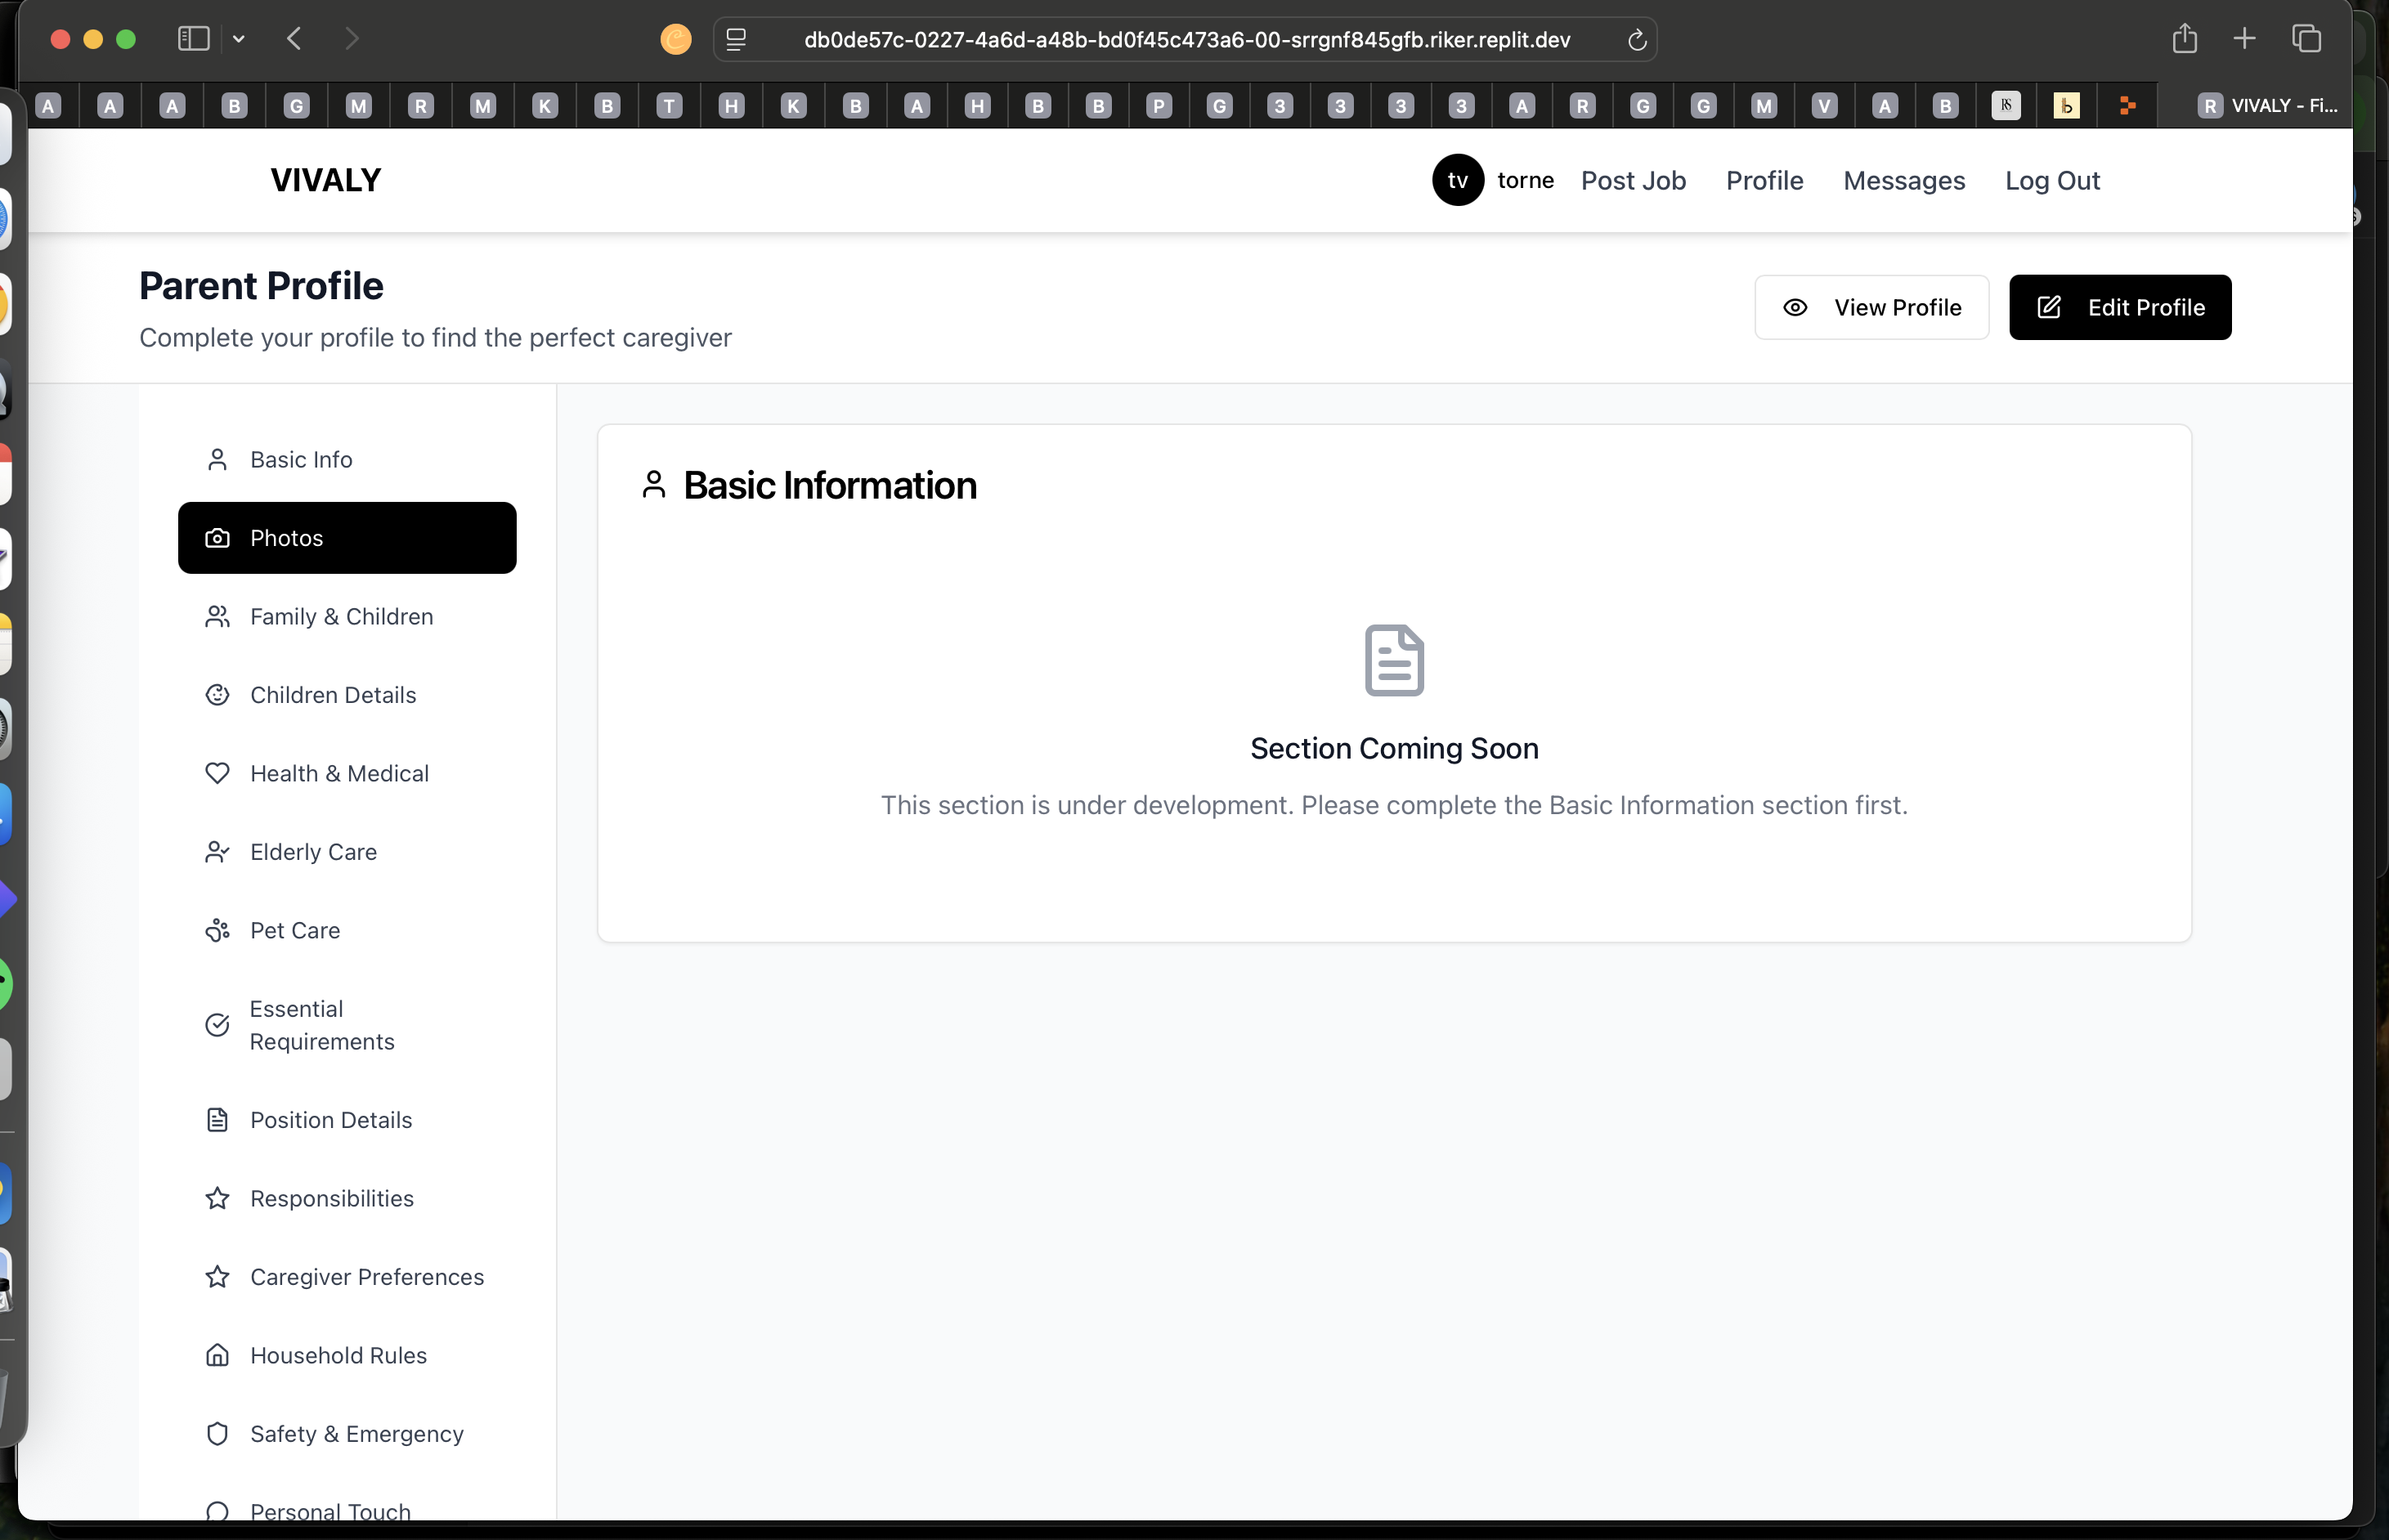 db0de57c-0227-4a6d-a48b-bd0f45c473a6-00-srrgnf845gfb.riker.replit.dev
A A A B G M R M K B T H K B A H B B P G 3 3 3 3 A R G G M V A B RS b R VIVALY - Fi...
VIVALY
tv torne Post Job Profile Messages Log Out
Parent Profile
Complete your profile to find the perfect caregiver
View Profile
Edit Profile
Basic Info
Photos
Family & Children
Children Details
Health & Medical
Elderly Care
Pet Care
Essential
Requirements
Position Details
Responsibilities
Caregiver Preferences
Household Rules
Safety & Emergency
Personal Touch
Basic Information
Section Coming Soon
This section is under development. Please complete the Basic Information section first.